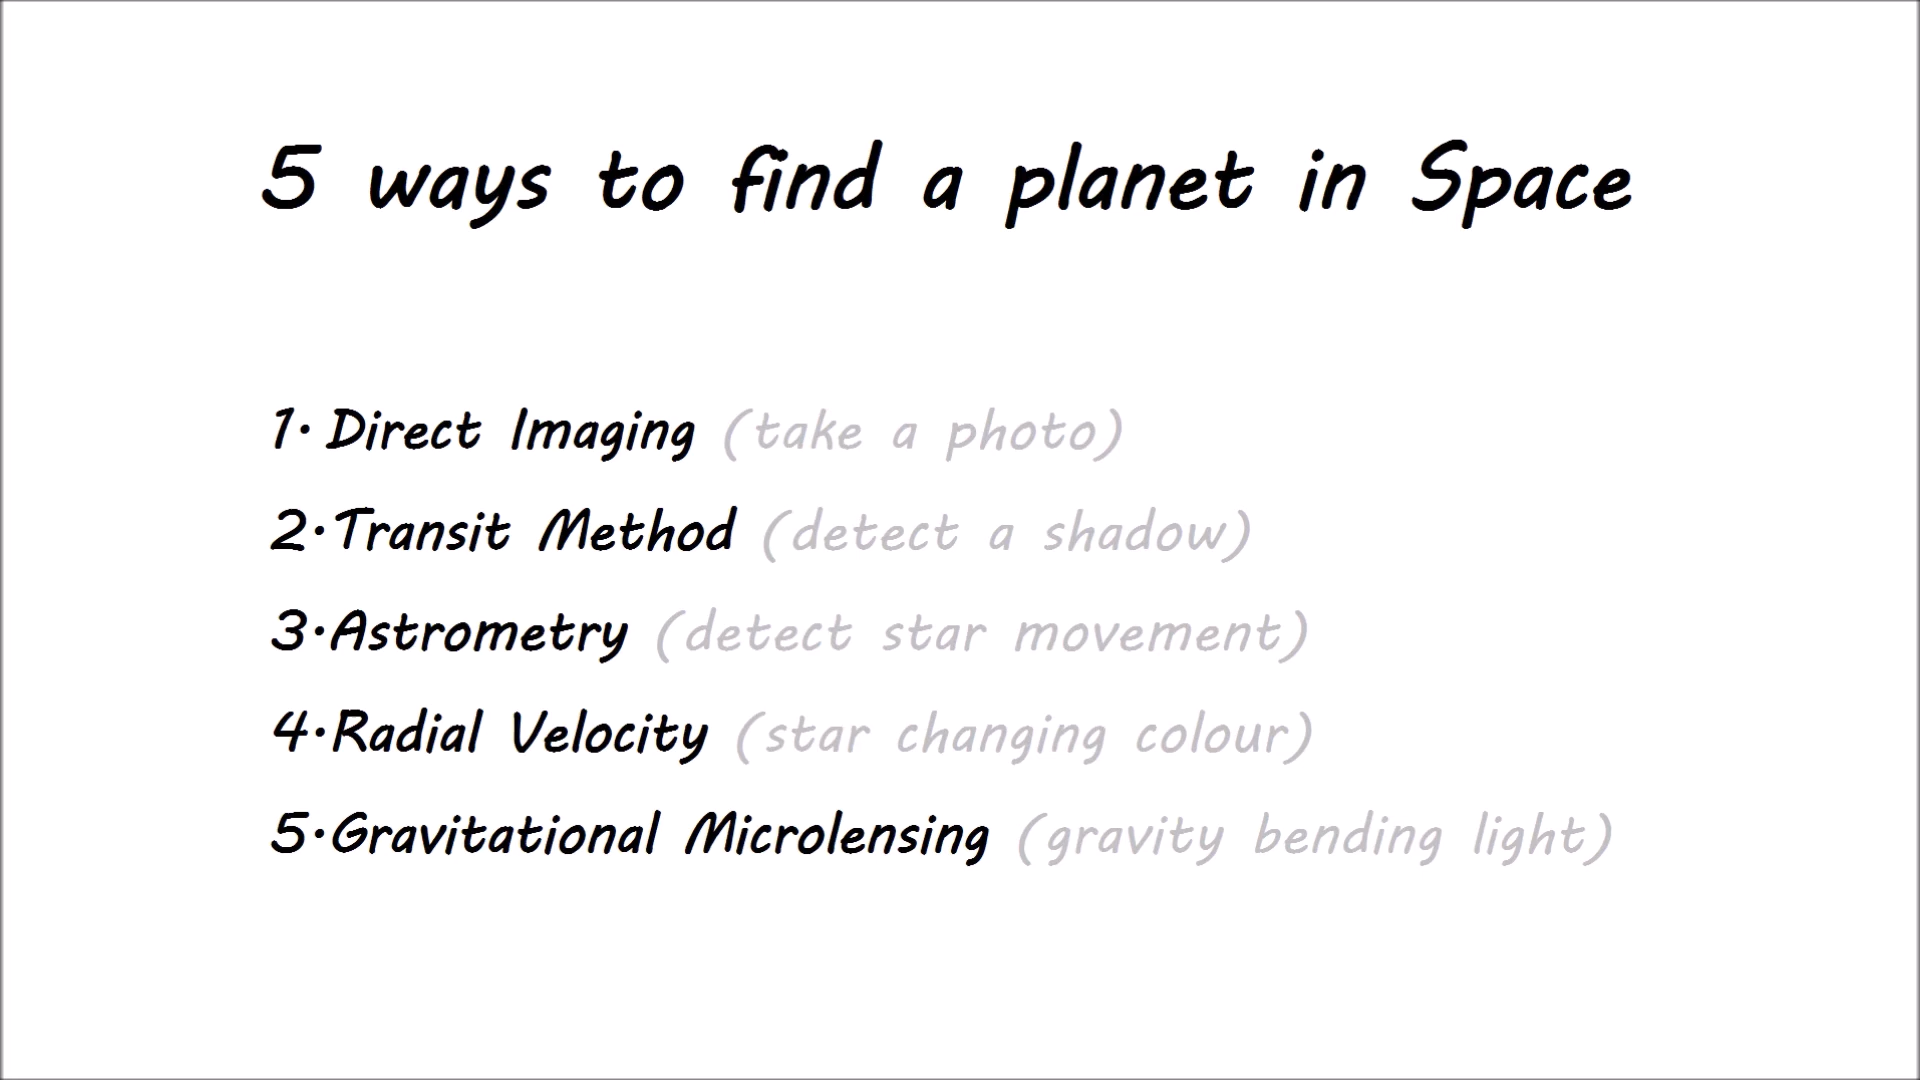 5 ways to find a planet in Space
1. Direct Imaging (take a photo)
2. Transit Method (detect a shadow)
3. Astrometry (detect star movement)
4. Radial Velocity (star changing colour)
5. Gravitational Microlensing (gravity bending light)